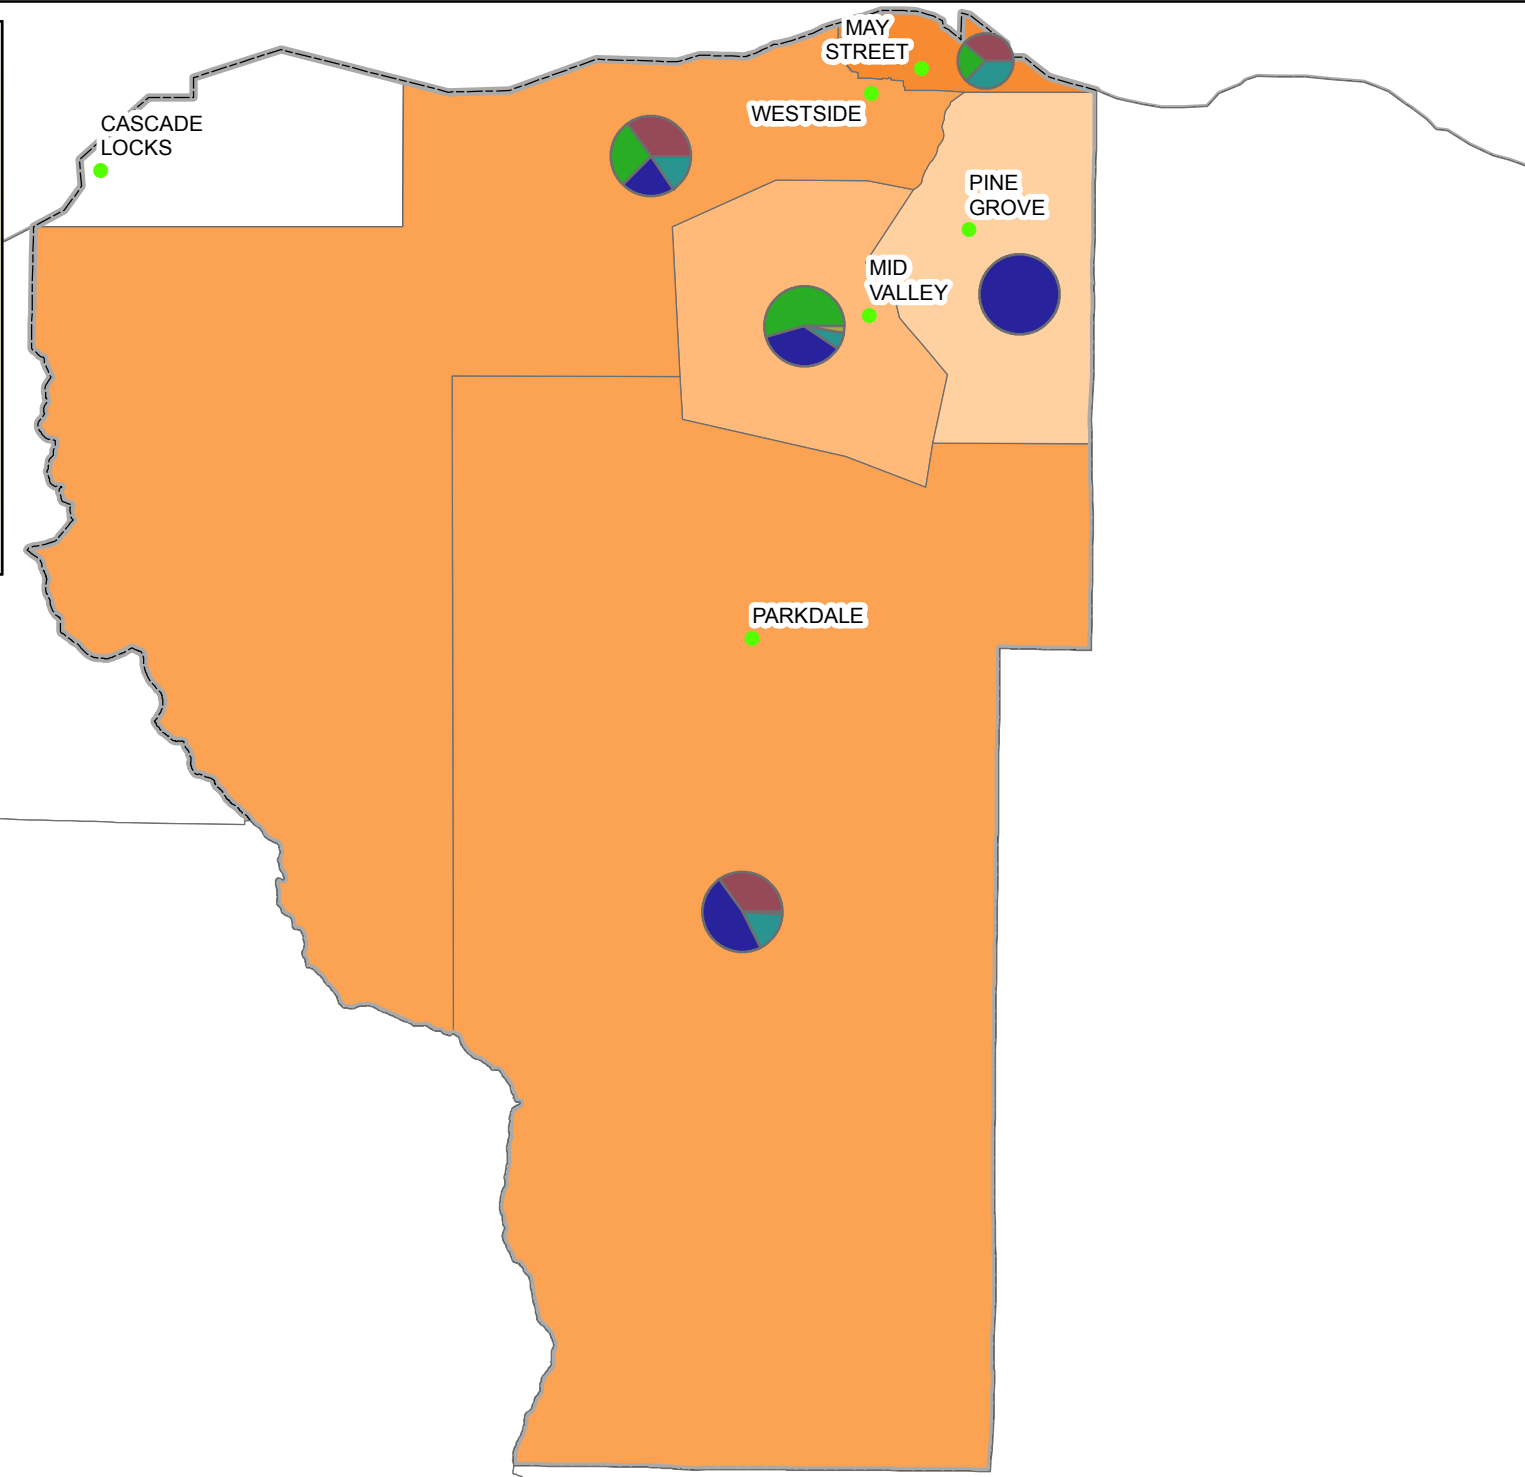 MAY
STREET
WESTSIDE
CASCADE
LOCKS
PINE
GROVE
MID
VALLEY
PARKDALE